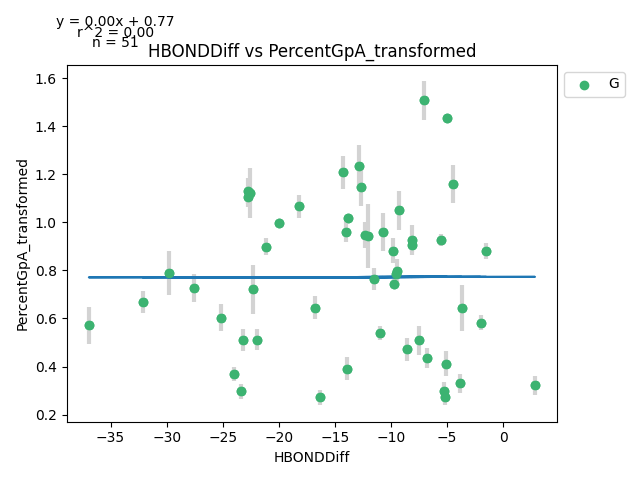 y = 0.00x + 0.77
r^2 = 0.00
n = 51
HBONDDiff vs PercentGpA_transformed
G
1.6
1.4
1.2
1.0
0.8
0.6
0.4
0.2
PercentGpA_transformed
−35 −30 −25 −20 −15 −10 −5 0
HBONDDiff